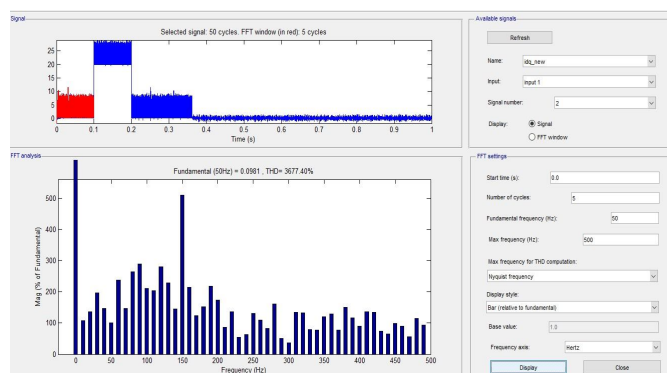 Signal
Selected signal: 50 cycles. FFT window (in red): 5 cycles
25
20
15
10
5
0
0 0.1 0.2 0.3 0.4 0.5 0.6 0.7 0.8 0.9 1
Time (s)
FFT analysis
Fundamental (50Hz) = 0.0981 , THD= 3677.40%
Mag (% of Fundamental)
500
400
300
200
100
0
0 50 100 150 200 250 300 350 400 450 500
Frequency (Hz)
Available signals
Refresh
Name: idq_new
Input: input 1
Signal number: 2
Display: Signal
FFT window
FFT settings
Start time (s): 0.0
Number of cycles: 5
Fundamental frequency (Hz): 50
Max frequency (Hz): 500
Max frequency for THD computation:
Nyquist frequency
Display style:
Bar (relative to fundamental)
Base value: 1.0
Frequency axis: Hertz
Display Close